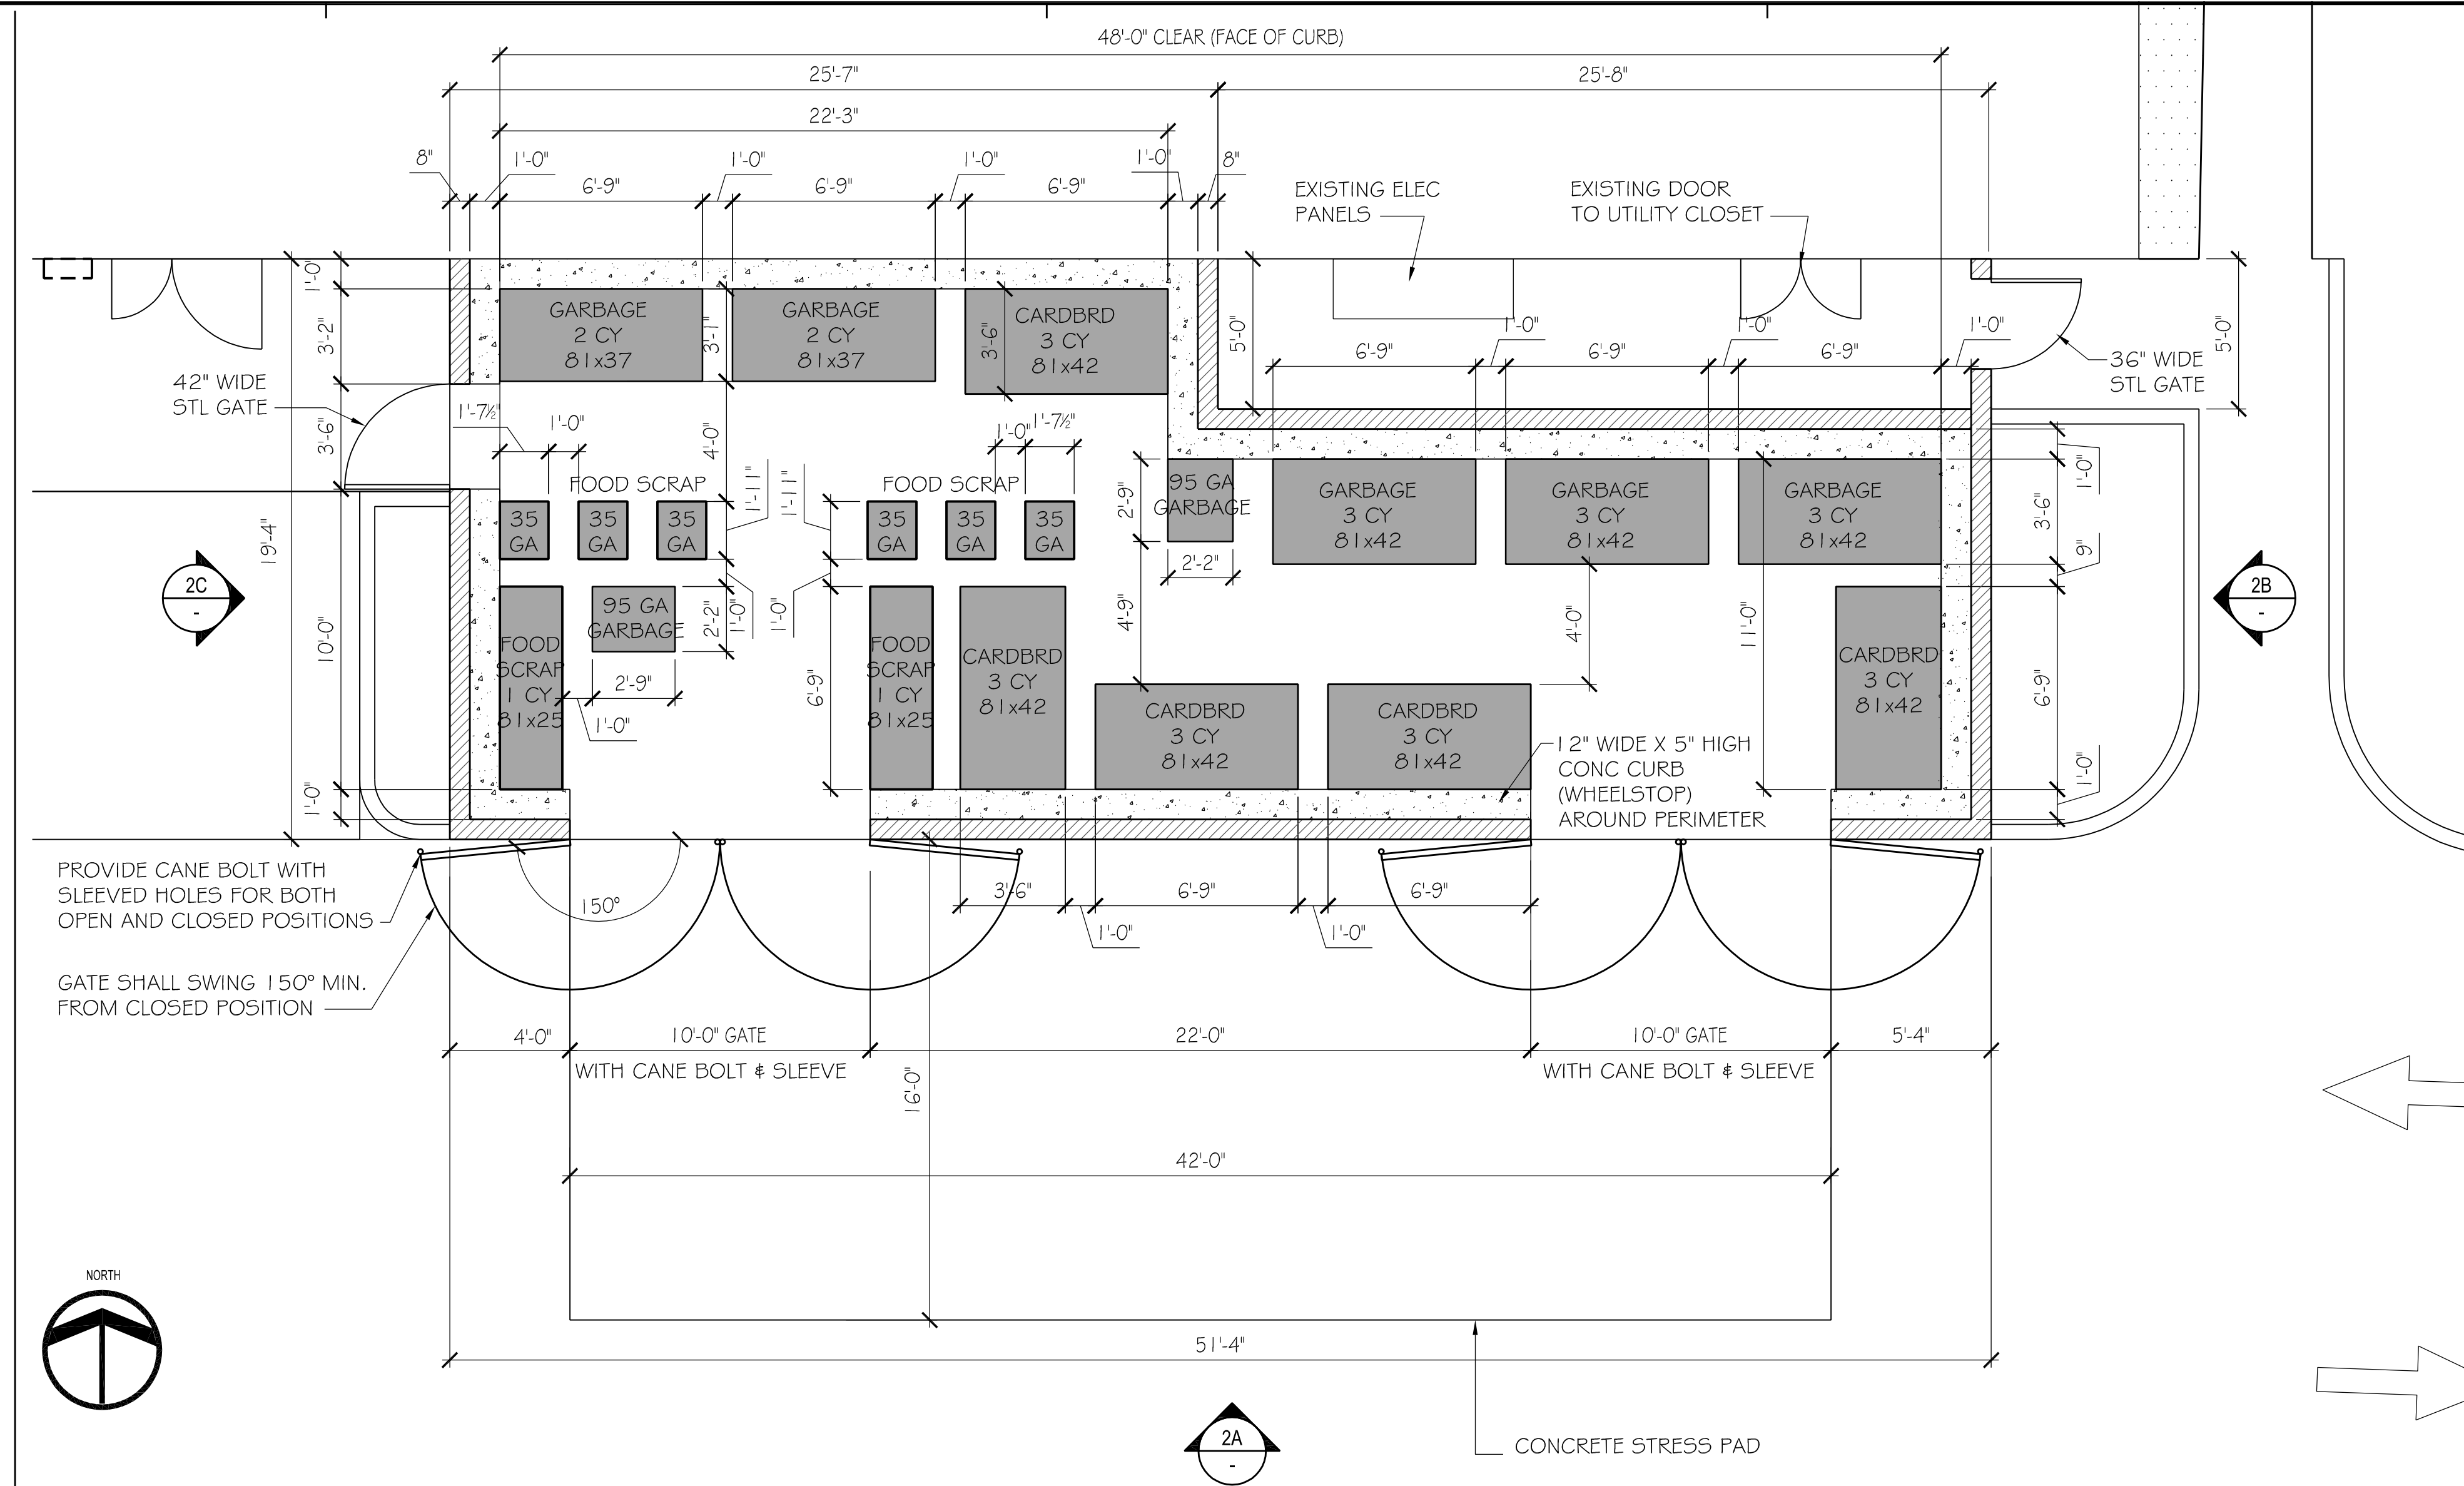 48'-0" CLEAR (FACE OF CURB)
25'-7"
25'-8"
22'-3"
8"
1'-0"
1'-0"
1'-0"
1'-0"
8"
6'-9"
6'-9"
6'-9"
EXISTING ELEC
PANELS
EXISTING DOOR
TO UTILITY CLOSET
1'-0"
3'-2"
3'-6"
10'-0"
1'-0"
19'-4"
42" WIDE
STL GATE
GARBAGE
2 CY
81x37
3'-1"
GARBAGE
2 CY
81x37
3'-6"
CARDBRD
3 CY
81x42
5'-0"
6'-9"
1'-0"
6'-9"
1'-0"
6'-9"
1'-0"
36" WIDE
STL GATE
5'-0"
1'-7½"
1'-0"
4'-0"
1'-0"
1'-7½"
FOOD SCRAP
1'-11"
1'-11"
FOOD SCRAP
35
GA
35
GA
35
GA
35
GA
35
GA
35
GA
2'-9"
95 GA
GARBAGE
2'-2"
GARBAGE
3 CY
81x42
GARBAGE
3 CY
81x42
GARBAGE
3 CY
81x42
1'-0"
3'-6"
9"
6'-9"
1'-0"
2C
-
2B
-
FOOD
SCRAP
1 CY
81x25
95 GA
GARBAGE
2'-2"
1'-0"
1'-0"
2'-9"
1'-0"
6'-9"
FOOD
SCRAP
1 CY
81x25
CARDBRD
3 CY
81x42
4'-9"
4'-0"
11'-0"
CARDBRD
3 CY
81x42
CARDBRD
3 CY
81x42
CARDBRD
3 CY
81x42
12" WIDE X 5" HIGH
CONC CURB
(WHEELSTOP)
AROUND PERIMETER
PROVIDE CANE BOLT WITH
SLEEVED HOLES FOR BOTH
OPEN AND CLOSED POSITIONS
150°
3'-6"
6'-9"
6'-9"
1'-0"
1'-0"
GATE SHALL SWING 150° MIN.
FROM CLOSED POSITION
4'-0"
10'-0" GATE
22'-0"
10'-0" GATE
5'-4"
WITH CANE BOLT & SLEEVE
WITH CANE BOLT & SLEEVE
16'-0"
42'-0"
NORTH
51'-4"
2A
-
CONCRETE STRESS PAD